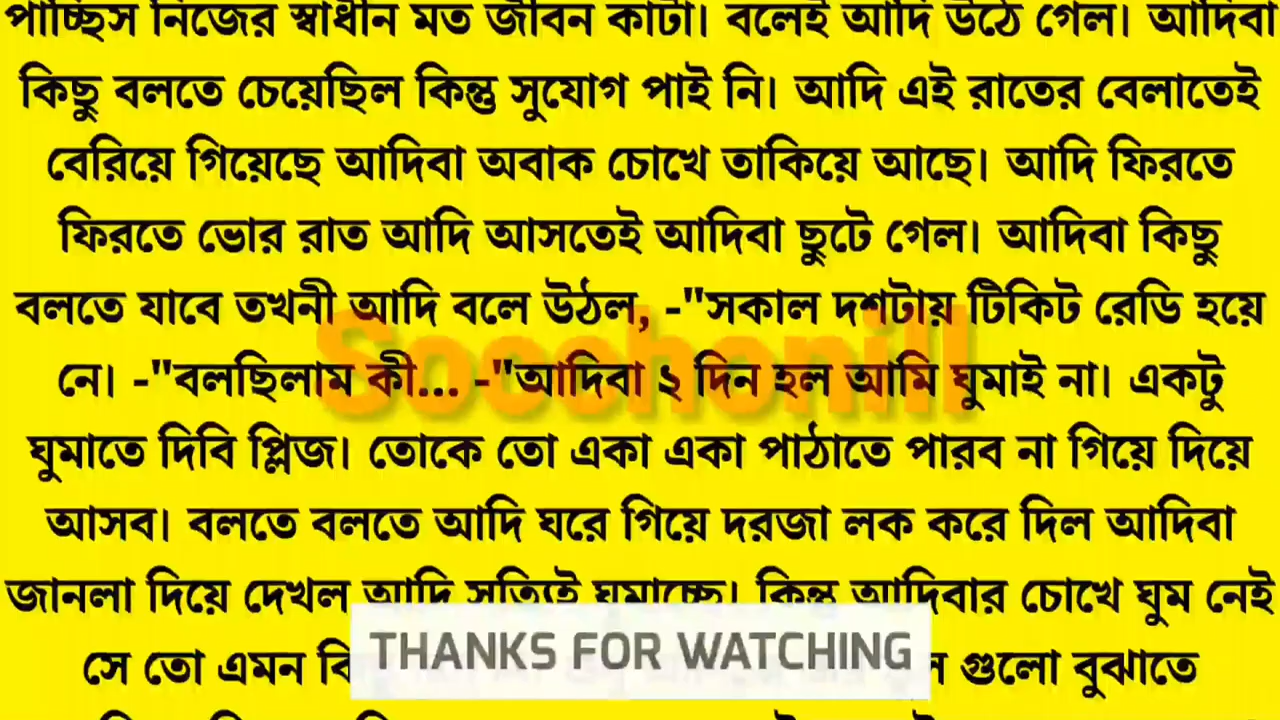 পাচ্ছিস নিজের স্বাধীন মত জীবন কাটা। বলেই আদি উঠে গেল। আদিবা
কিছু বলতে চেয়েছিল কিন্তু সুযোগ পাই নি। আদি এই রাতের বেলাতেই
বেরিয়ে গিয়েছে আদিবা অবাক চোখে তাকিয়ে আছে। আদি ফিরতে
ফিরতে ভোর রাত আদি আসতেই আদিবা ছুটে গেল। আদিবা কিছু
বলতে যাবে তখনী আদি বলে উঠল, -"সকাল দশটায় টিকিট রেডি হয়ে
Socchonill
নে। -"বলছিলাম কী... -"আদিবা ২ দিন হল আমি ঘুমাই না। একটু
ঘুমাতে দিবি প্লিজ। তোকে তো একা একা পাঠাতে পারব না গিয়ে দিয়ে
আসব। বলতে বলতে আদি ঘরে গিয়ে দরজা লক করে দিল আদিবা
জানলা দিয়ে দেখল আদি সত্যিই ঘুমাচ্ছে। কিন্তু আদিবার চোখে ঘুম নেই
সে তো এমন গুলো বুঝাতে
THANKS FOR WATCHING